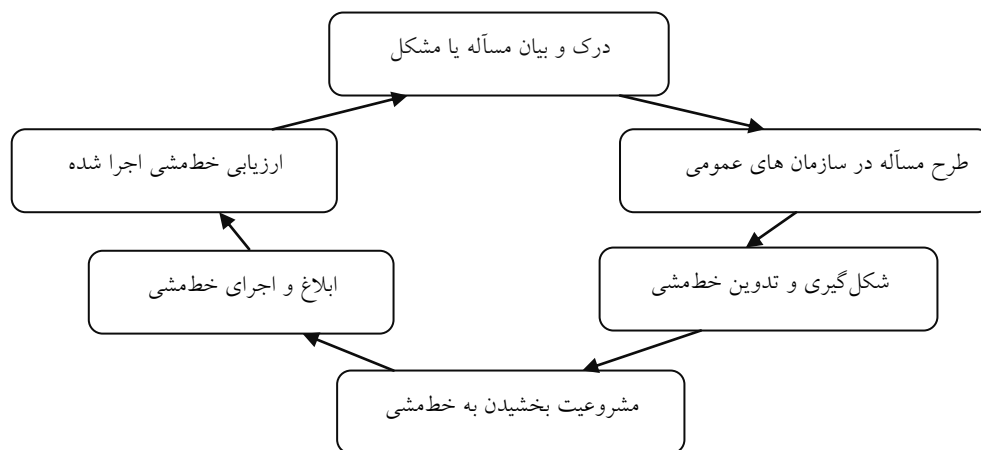 درک و بیان مسآله یا مشکل
طرح مسآله در سازمان های عمومی
شکل‌گیری و تدوین خط‌مشی
مشروعیت بخشیدن به خط‌مشی
ابلاغ و اجرای خط‌مشی
ارزیابی خط‌مشی اجرا شده